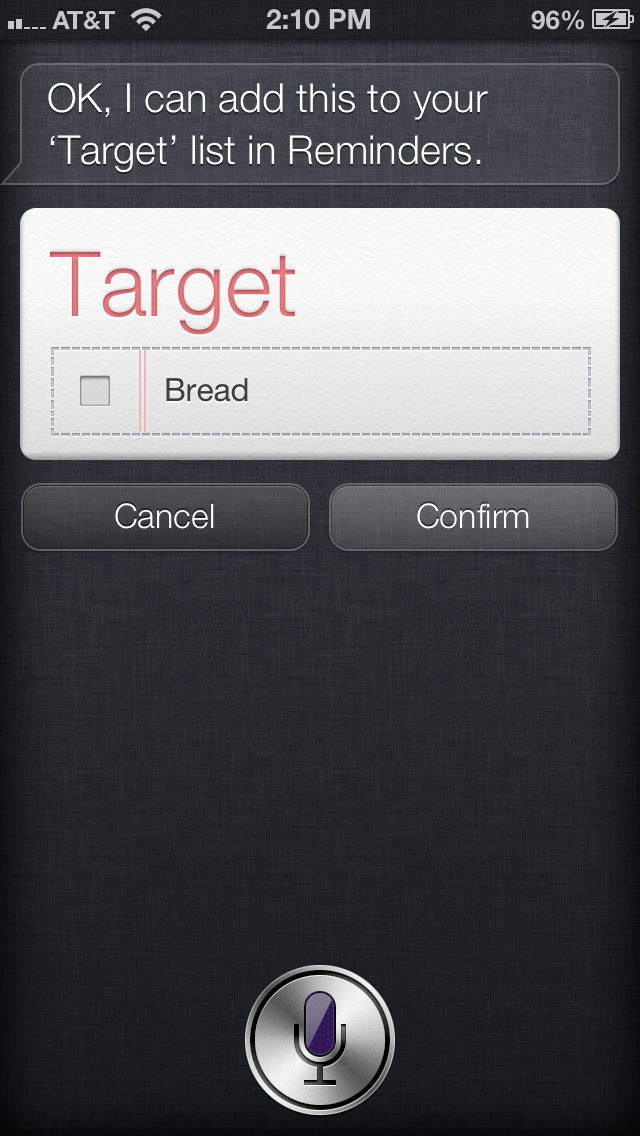 AT&T 2:10 PM 96%
OK, I can add this to your
‘Target’ list in Reminders.
Target
Bread
Cancel Confirm